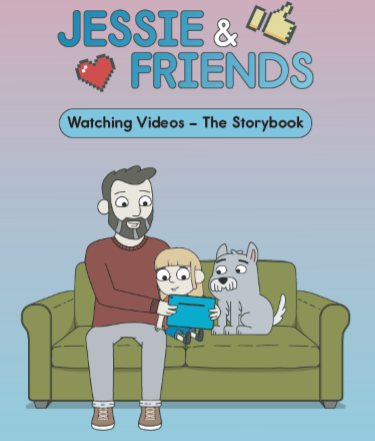 JESSIE &
FRIENDS
Watching Videos – The Storybook